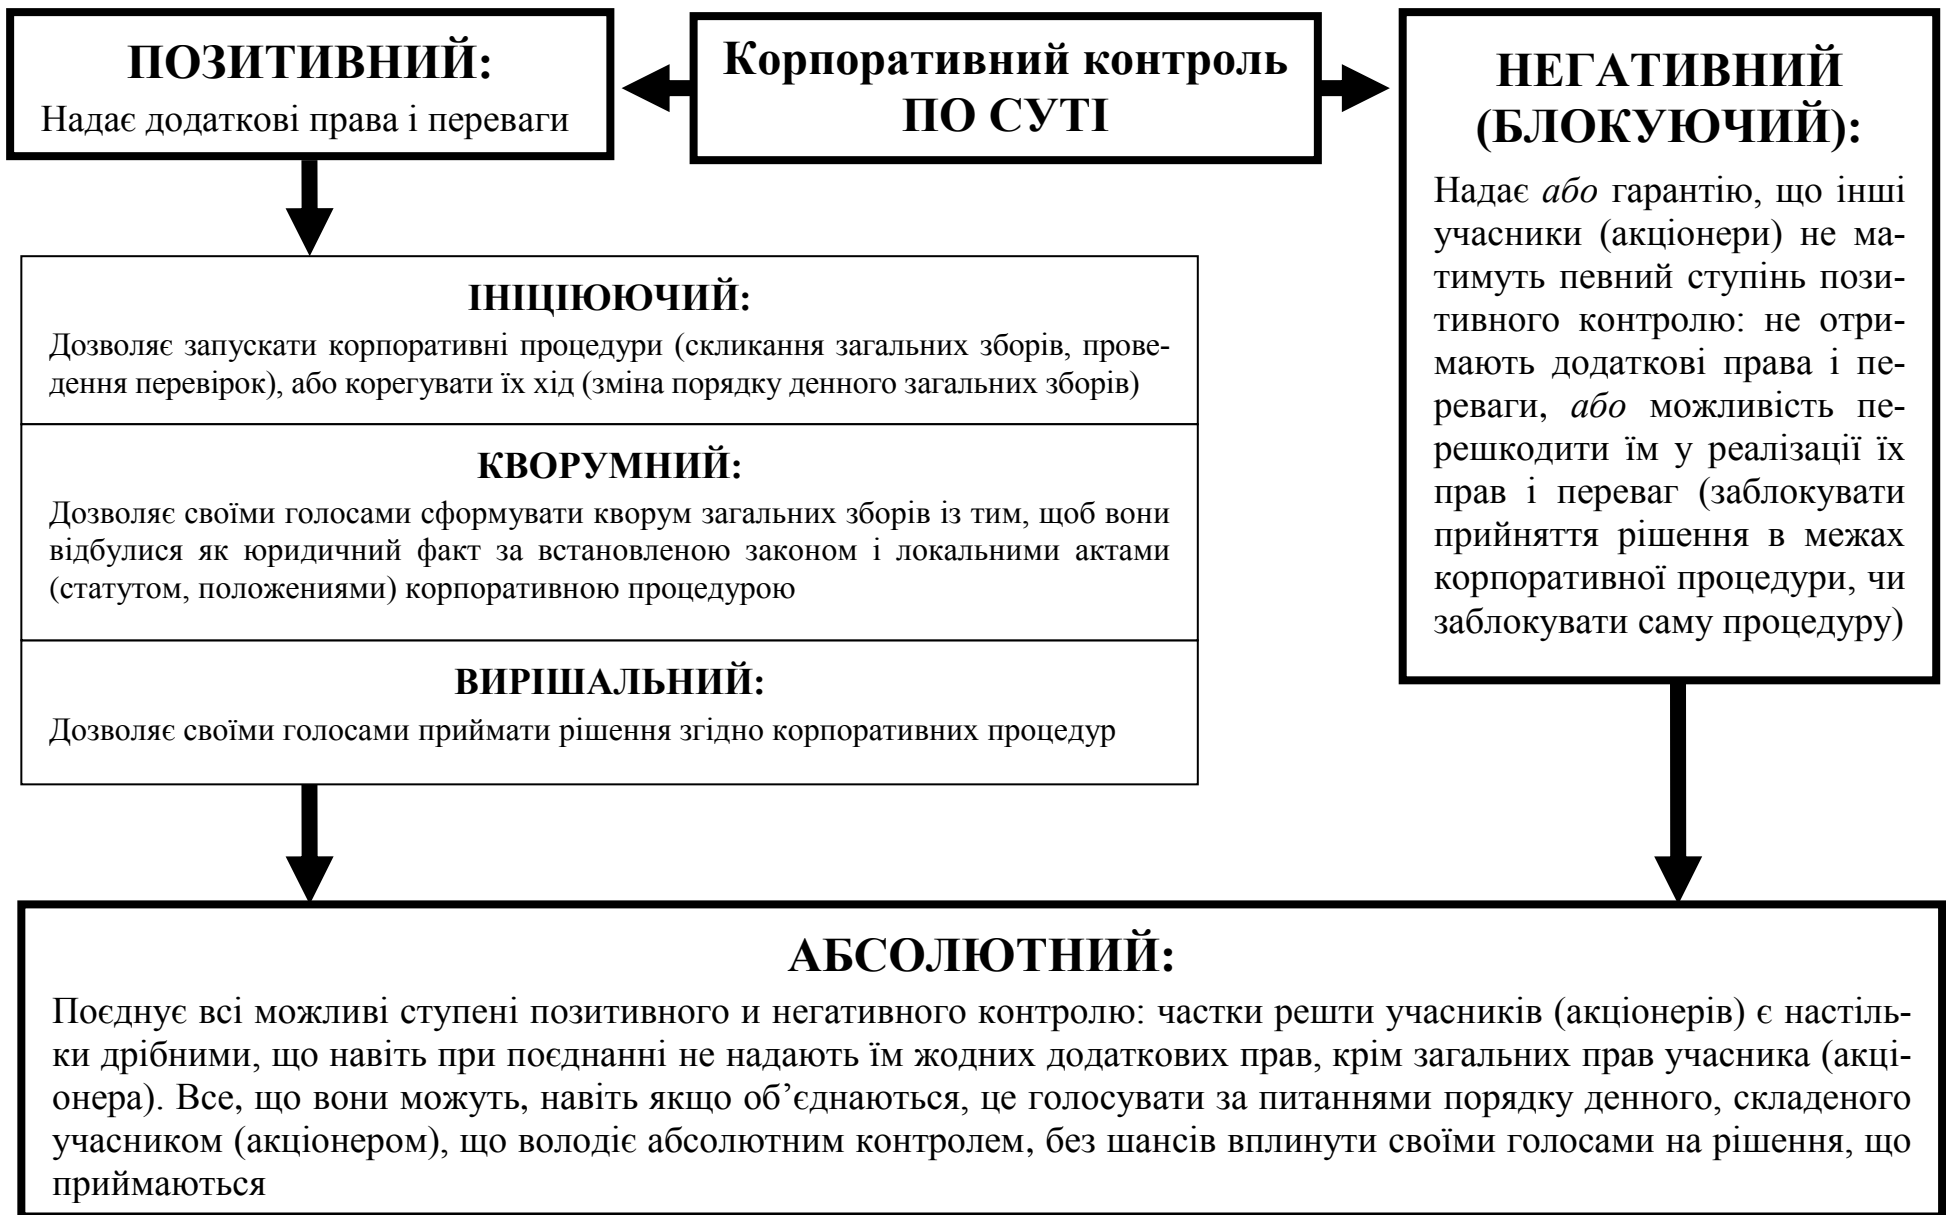 ПОЗИТИВНИЙ:
Надає додаткові права і переваги
Корпоративний контроль
ПО СУТІ
НЕГАТИВНИЙ
(БЛОКУЮЧИЙ):
Надає або гарантію, що інші
учасники (акціонери) не ма-
тимуть певний ступінь пози-
тивного контролю: не отри-
мають додаткові права і пе-
реваги, або можливість пе-
решкодити їм у реалізації їх
прав і переваг (заблокувати
прийняття рішення в межах
корпоративної процедури, чи
заблокувати саму процедуру)
ІНІЦІЮЮЧИЙ:
Дозволяє запускати корпоративні процедури (скликання загальних зборів, прове-
дення перевірок), або корегувати їх хід (зміна порядку денного загальних зборів)
КВОРУМНИЙ:
Дозволяє своїми голосами сформувати кворум загальних зборів із тим, щоб вони
відбулися як юридичний факт за встановленою законом і локальними актами
(статутом, положениями) корпоративною процедурою
ВИРІШАЛЬНИЙ:
Дозволяє своїми голосами приймати рішення згідно корпоративних процедур
АБСОЛЮТНИЙ:
Поєднує всі можливі ступені позитивного и негативного контролю: частки решти учасників (акціонерів) є настіль-
ки дрібними, що навіть при поєднанні не надають їм жодних додаткових прав, крім загальних прав учасника (акці-
онера). Все, що вони можуть, навіть якщо об’єднаються, це голосувати за питаннями порядку денного, складеного
учасником (акціонером), що володіє абсолютним контролем, без шансів вплинути своїми голосами на рішення, що
приймаються